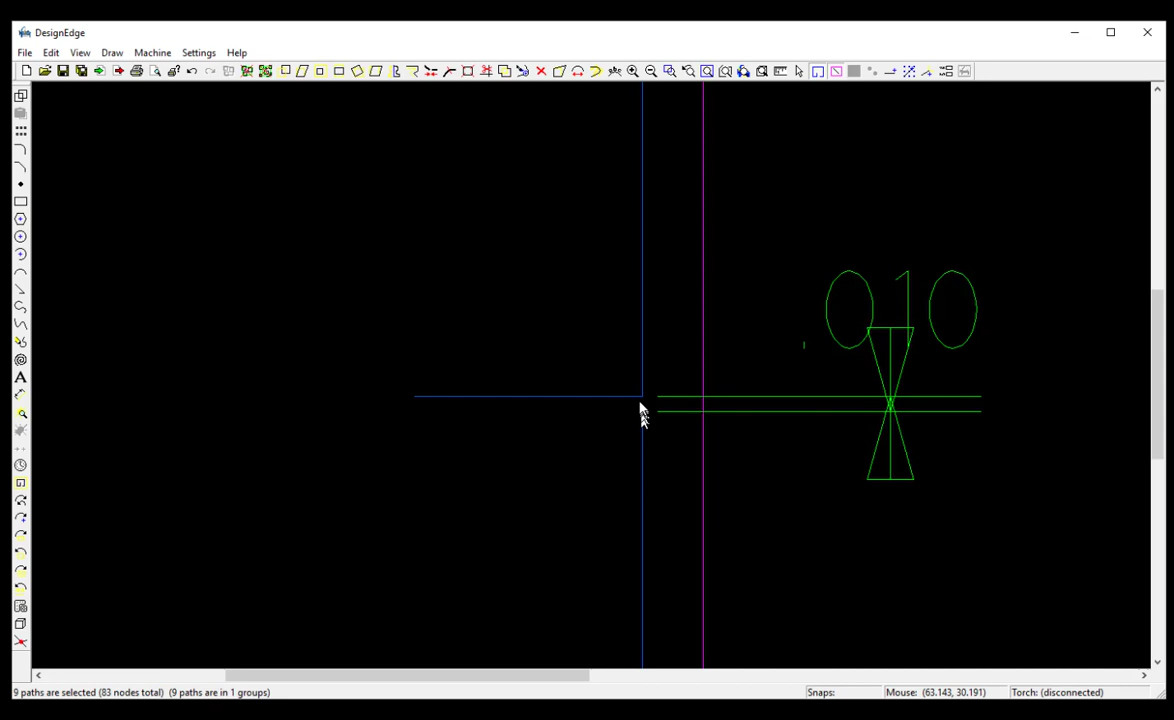 DesignEdge
File Edit View Draw Machine Settings Help
.010
9 paths are selected (83 nodes total) (9 paths are in 1 groups)
Snaps:
Mouse: (63.143, 30.191)
Torch: (disconnected)